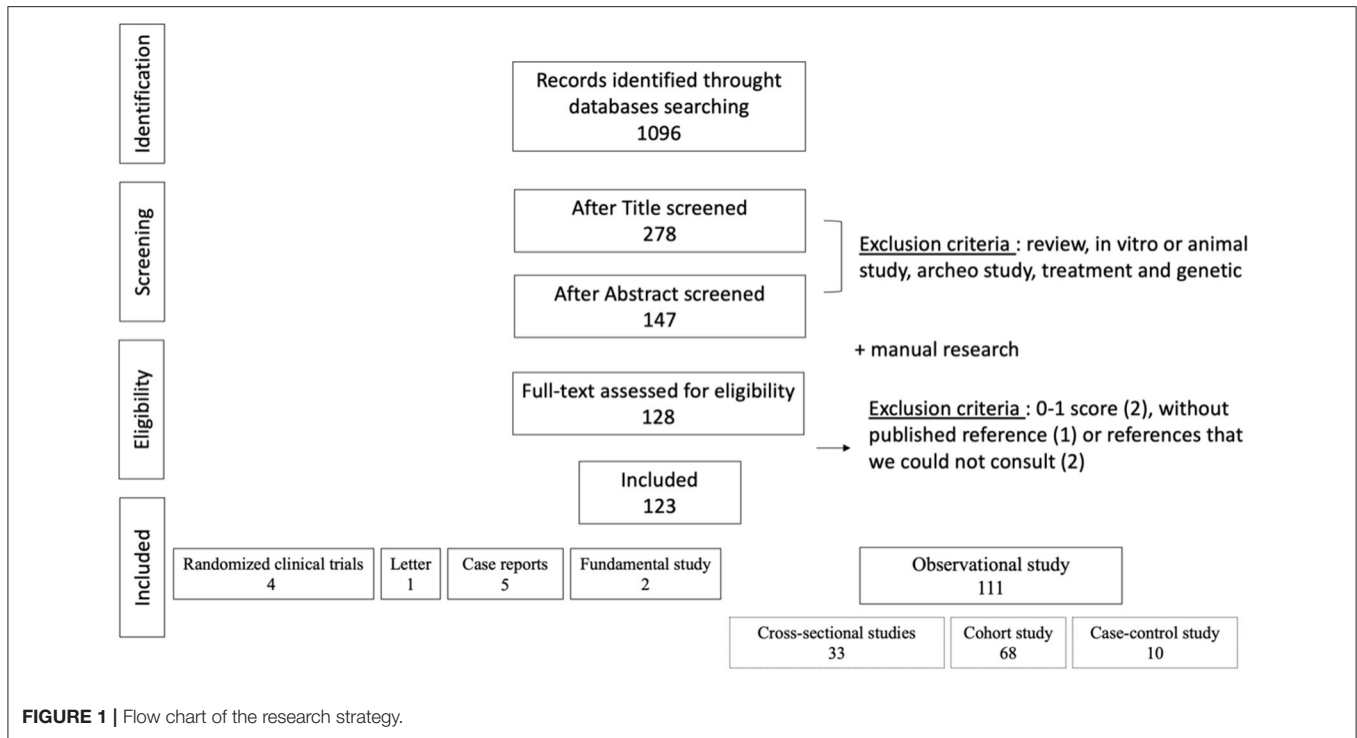 Identification
Records identified throught
databases searching
1096
Screening
After Title screened
278
After Abstract screened
147
Exclusion criteria : review, in vitro or animal
study, archeo study, treatment and genetic
+ manual research
Eligibility
Full-text assessed for eligibility
128
Exclusion criteria : 0-1 score (2), without
published reference (1) or references that
we could not consult (2)
Included
123
Included
Randomized clinical trials
4
Letter
1
Case reports
5
Fundamental study
2
Observational study
111
Cross-sectional studies
33
Cohort study
68
Case-control study
10
FIGURE 1 | Flow chart of the research strategy.